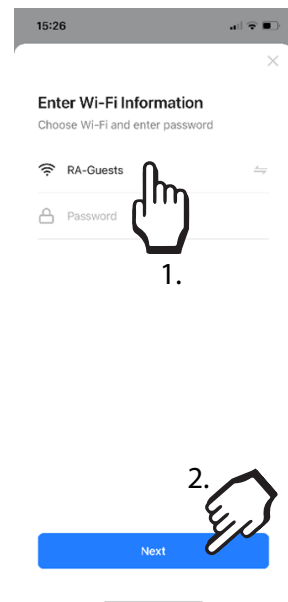 15:26
Enter Wi-Fi Information
Choose Wi-Fi and enter password
RA-Guests
Password
1.
2.
Next